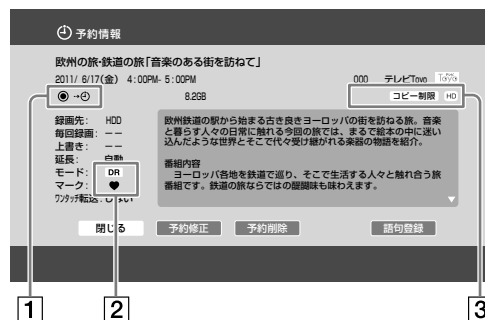 予約情報
欧州の旅・鉄道の旅「音楽のある街を訪ねて」
2011/ 6/17(金) 4:00PM- 5:00PM 000 テレビToyo Toyo
8.2GB コピー制限 HD
録画先: HDD
毎回録画: --
上書き: --
延長: 自動
モード: DR
マーク: ♥
ワンタッチ転送: しない
欧州鉄道の駅から始まる古き良きヨーロッパの街を訪ねる旅。音楽
と暮らす人々の日常に触れる今回の旅では、まるで絵本の中に迷い
込んだような世界とそこで代々受け継がれる楽器の物語を紹介。
番組内容
ヨーロッパ各地を鉄道で巡り、そこで生活する人々と触れ合う旅
番組です。鉄道の旅ならではの醍醐味も味わえます。
閉じる 予約修正 予約削除 語句登録
1 2 3